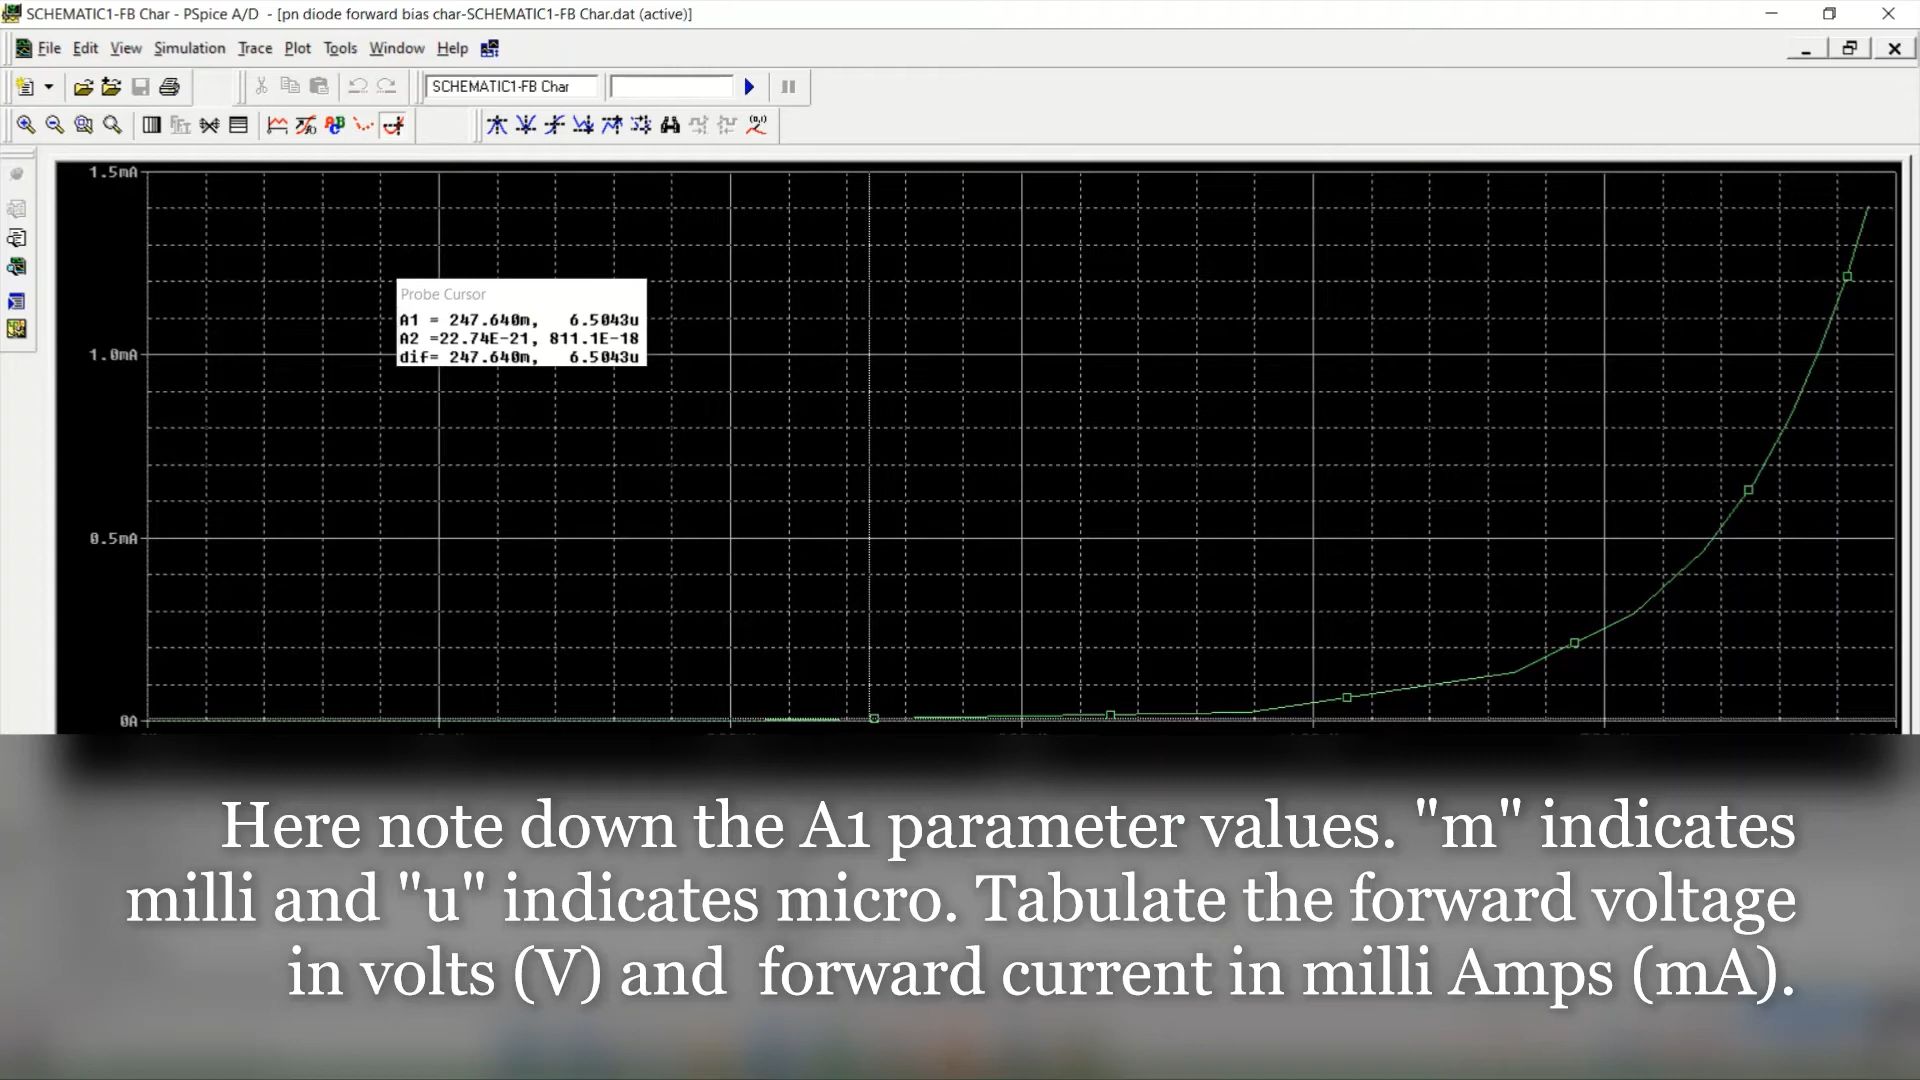 SCHEMATIC1-FB Char - PSpice A/D - [pn diode forward bias char-SCHEMATIC1-FB Char.dat (active)]
File Edit View Simulation Trace Plot Tools Window Help
SCHEMATIC1-FB Char
1.5mA
Probe Cursor
A1 = 247.640m, 6.5043u
A2 =22.74E-21, 811.1E-18
dif= 247.640m, 6.5043u
1.0mA
0.5mA
0A
Here note down the A1 parameter values. "m" indicates
milli and "u" indicates micro. Tabulate the forward voltage
in volts (V) and forward current in milli Amps (mA).